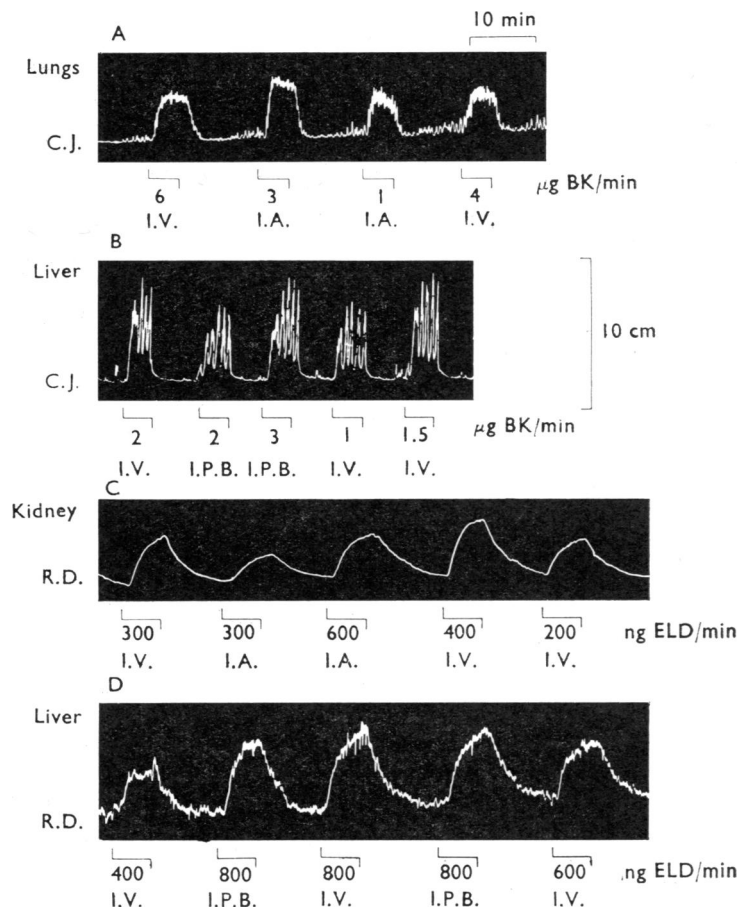 A
10 min
Lungs
C.J.
6 3 1 4 μg BK/min
I.V. I.A. I.A. I.V.
B
Liver
10 cm
C.J.
2 2 3 1 1.5 μg BK/min
I.V. I.P.B. I.P.B. I.V. I.V.
C
Kidney
R.D.
300 300 600 400 200 ng ELD/min
I.V. I.A. I.A. I.V. I.V.
D
Liver
R.D.
400 800 800 800 600 ng ELD/min
I.V. I.P.B. I.V. I.P.B. I.V.